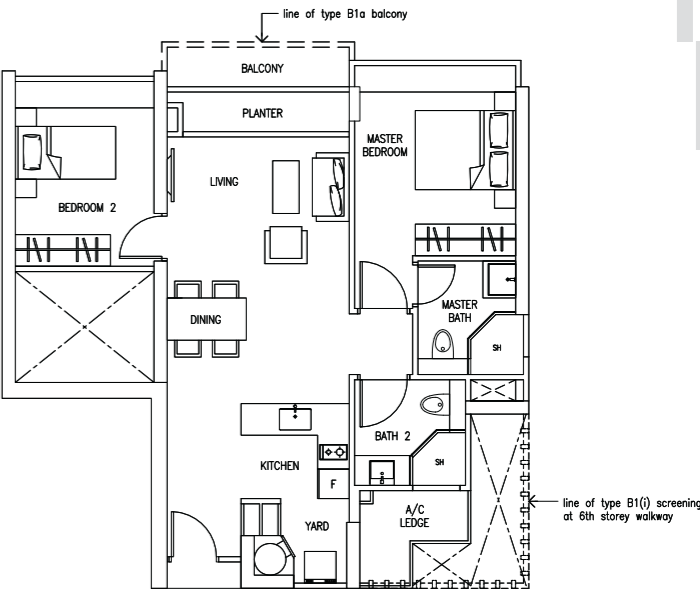 line of type B1a balcony
BALCONY
PLANTER
MASTER
BEDROOM
LIVING
BEDROOM 2
MASTER
BATH
DINING
SH
BATH 2
KITCHEN
SH
F
A/C
LEDGE
YARD
line of type B1(i) screening
at 6th storey walkway